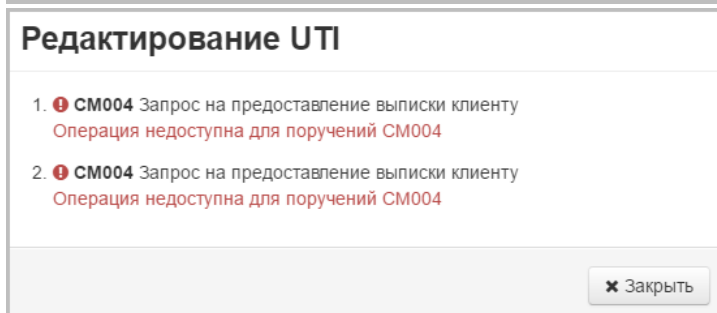 Редактирование UTI
1. CM004 Запрос на предоставление выписки клиенту
Операция недоступна для поручений CM004
2. CM004 Запрос на предоставление выписки клиенту
Операция недоступна для поручений CM004
Закрыть